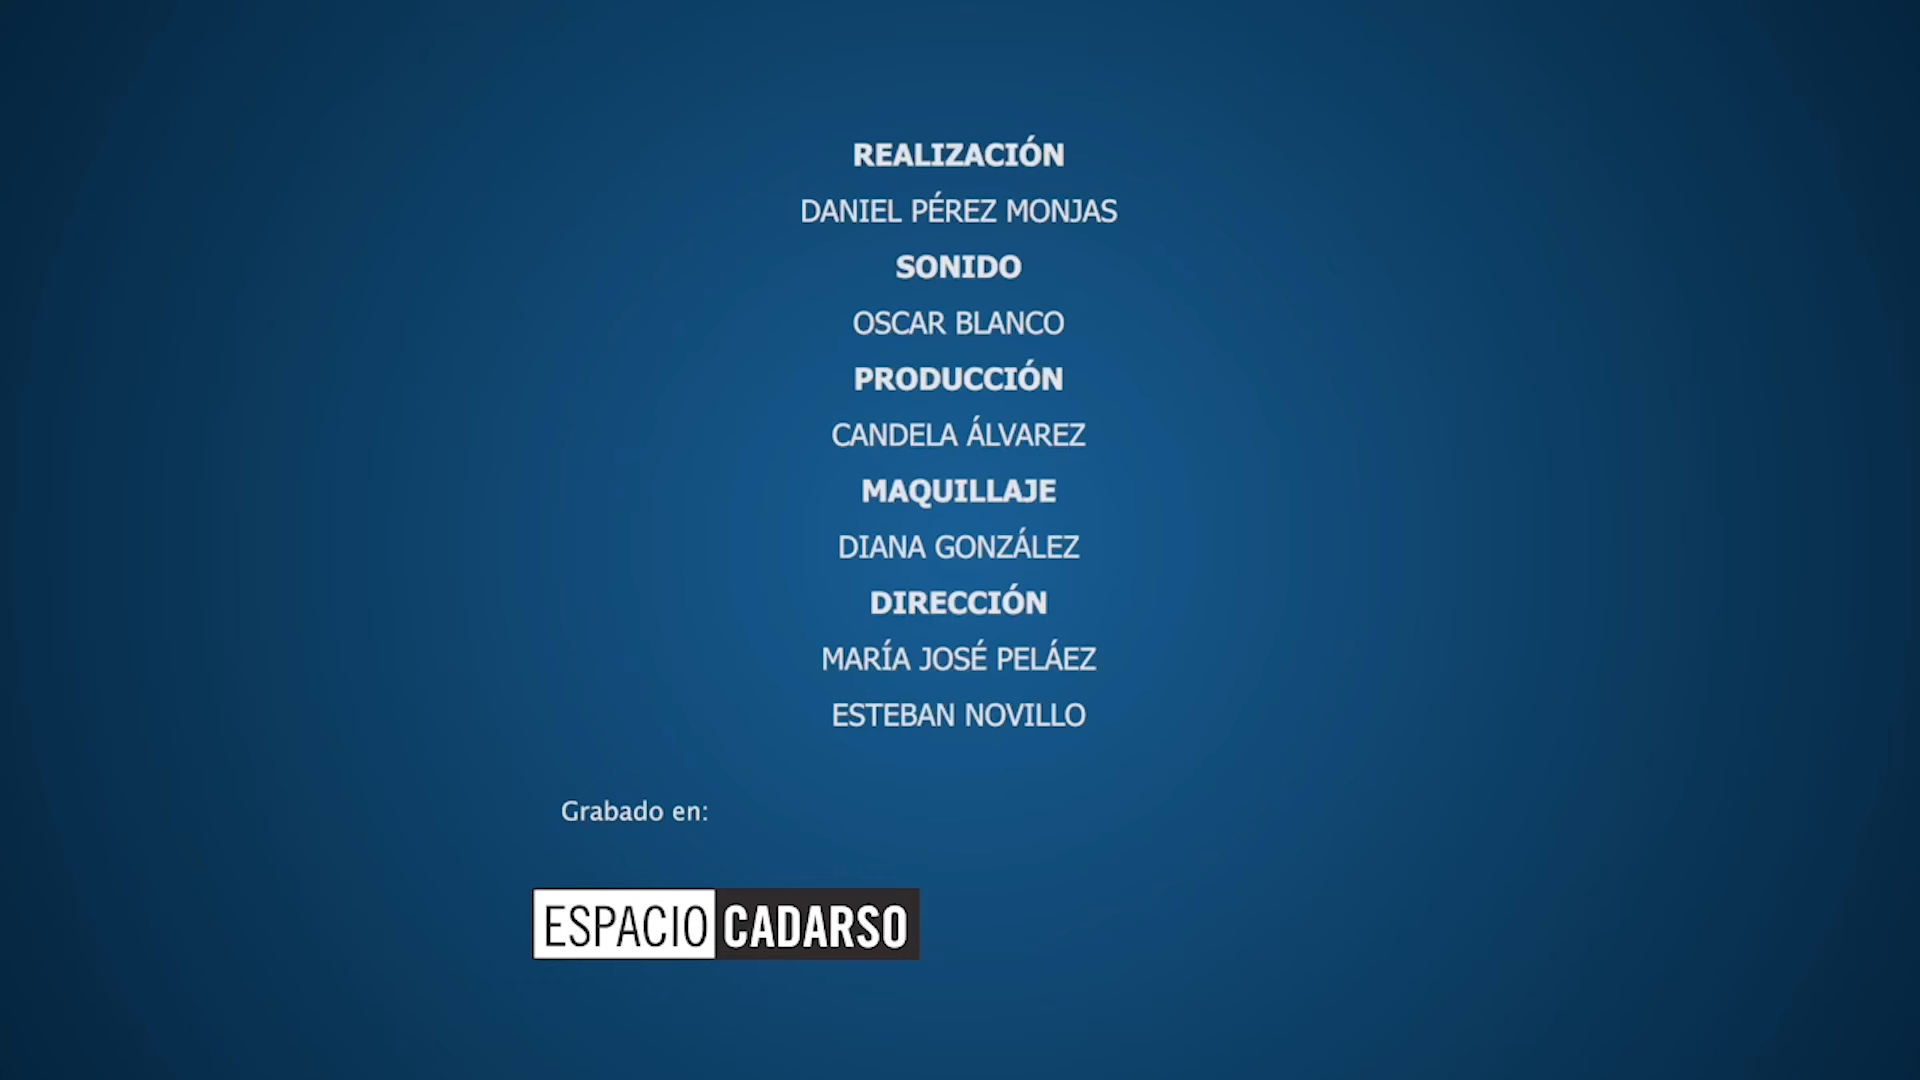 REALIZACIÓN
DANIEL PÉREZ MONJAS
SONIDO
OSCAR BLANCO
PRODUCCIÓN
CANDELA ÁLVAREZ
MAQUILLAJE
DIANA GONZÁLEZ
DIRECCIÓN
MARÍA JOSÉ PELÁEZ
ESTEBAN NOVILLO
Grabado en:
ESPACIO CADARSO